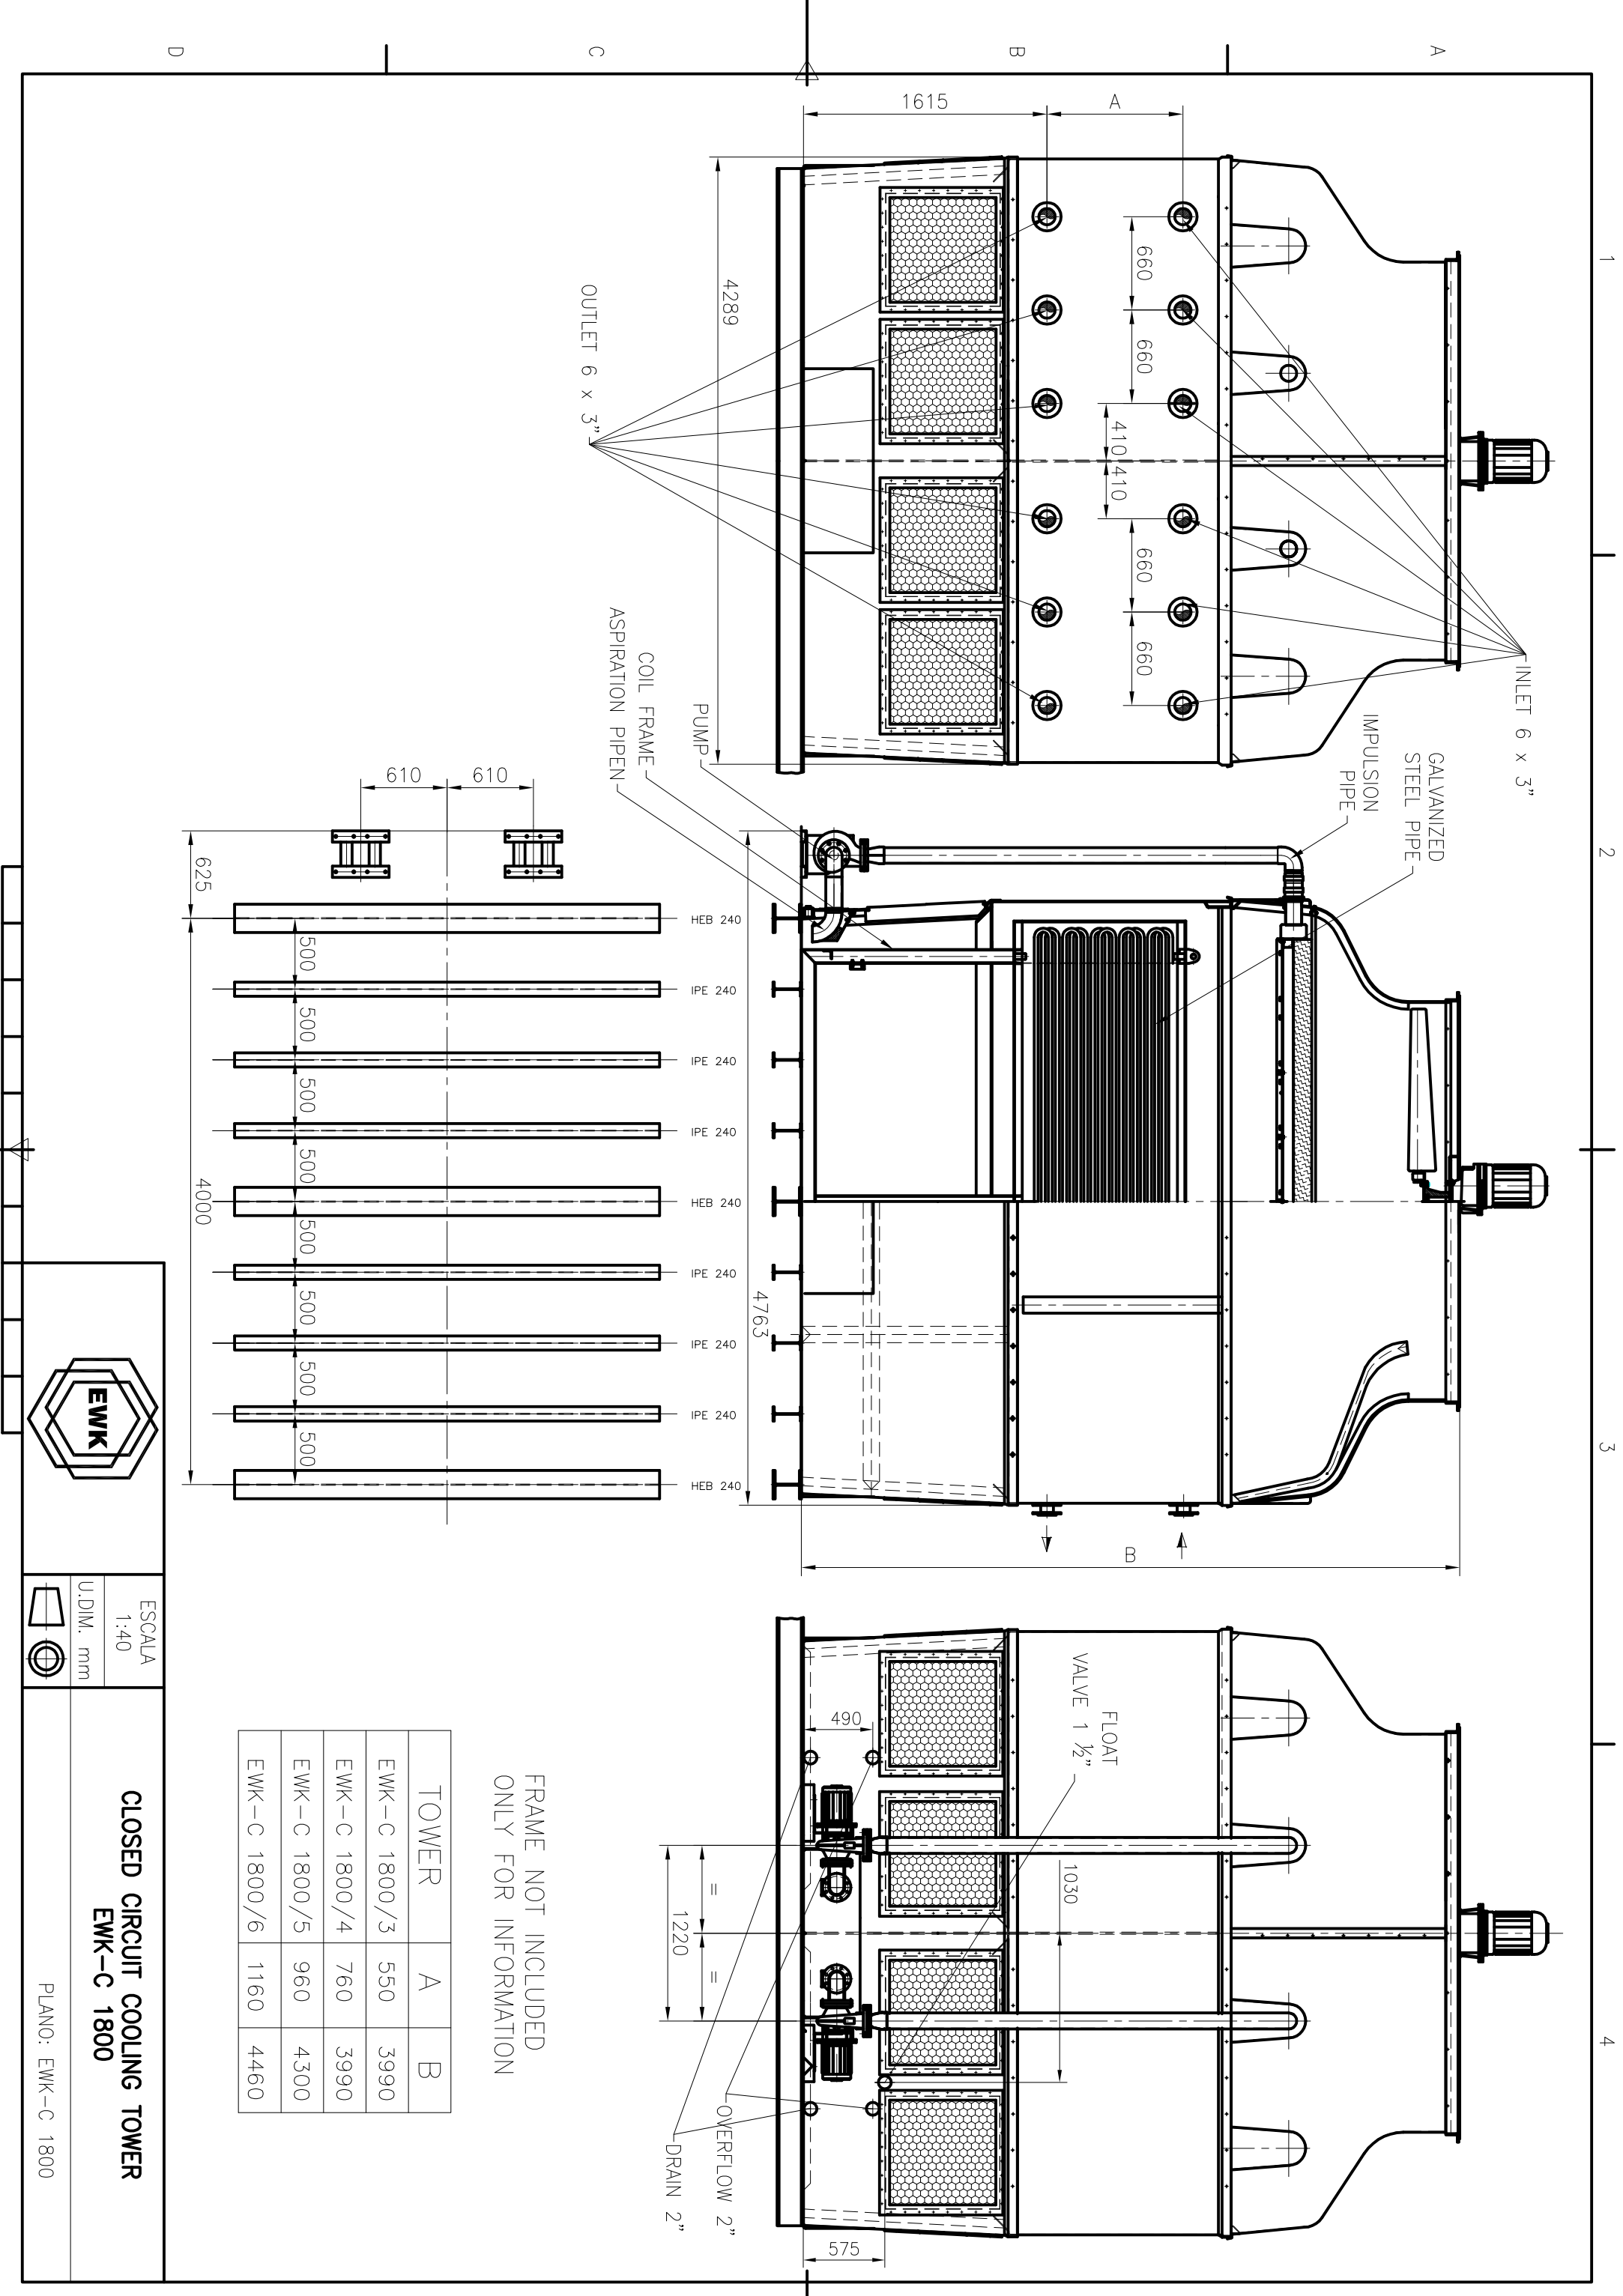 1
2
3
4
A
B
C
D
INLET 6 x 3"
GALVANIZED
STEEL PIPE
IMPULSION
PIPE
1615
A
660
660
410
410
660
660
4289
OUTLET 6 x 3"
PUMP
COIL FRAME
ASPIRATION PIPEN
B
4763
FLOAT
VALVE 1 ½"
490
1030
=
=
1220
575
OVERFLOW 2"
DRAIN 2"
HEB 240
IPE 240
IPE 240
IPE 240
HEB 240
IPE 240
IPE 240
IPE 240
HEB 240
610
610
625
500
500
500
500
500
500
500
500
4000
FRAME NOT INCLUDED
ONLY FOR INFORMATION
TOWER A B
EWK-C 1800/3 550 3990
EWK-C 1800/4 760 3990
EWK-C 1800/5 960 4300
EWK-C 1800/6 1160 4460
EWK
ESCALA
1:40
U.DIM. mm
CLOSED CIRCUIT COOLING TOWER
EWK-C 1800
PLANO: EWK-C 1800